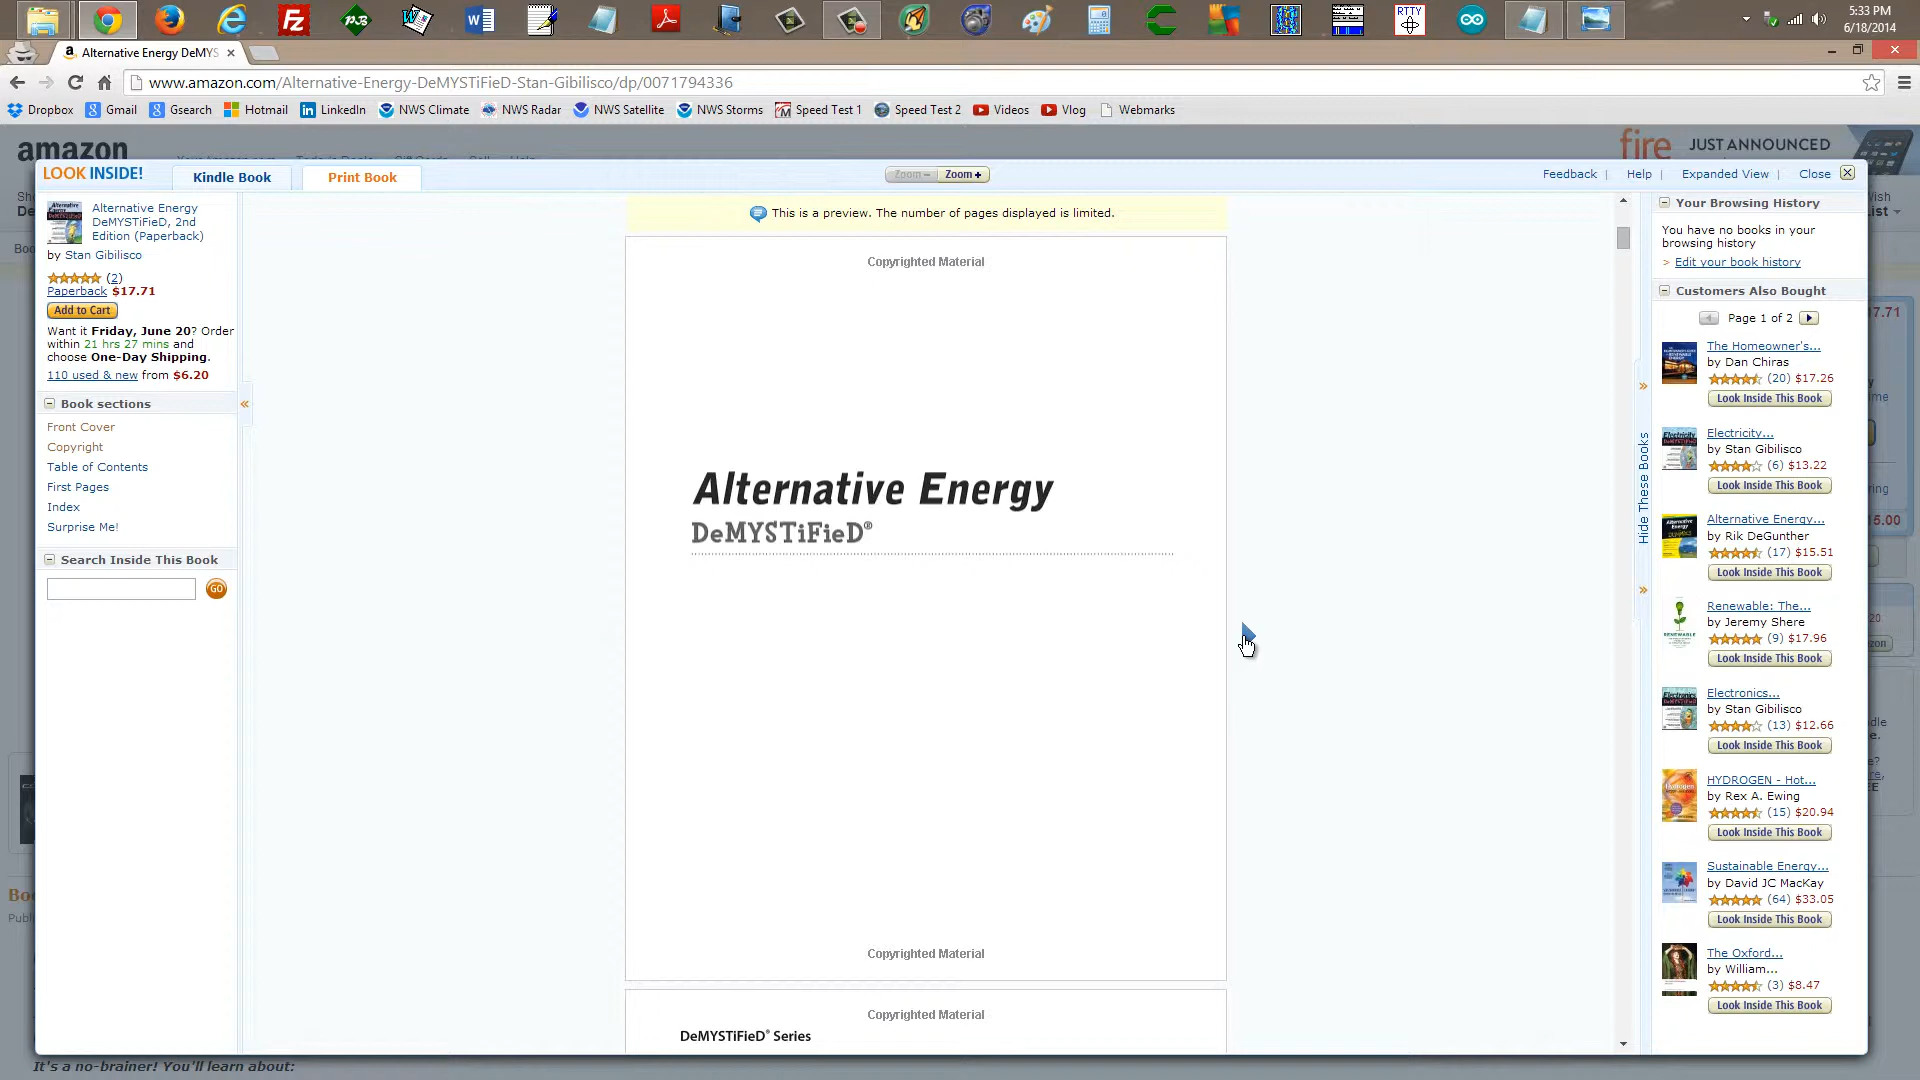 RTTY
5:33 PM
6/18/2014
Alternative Energy DeMYS
www.amazon.com/Alternative-Energy-DeMYSTiFieD-Stan-Gibilisco/dp/0071794336
Dropbox Gmail Gsearch Hotmail LinkedIn NWS Climate NWS Radar NWS Satellite NWS Storms Speed Test 1 Speed Test 2 Videos Vlog Webmarks
amazon
fire JUST ANNOUNCED
LOOK INSIDE! Kindle Book Print Book Zoom − Zoom + Feedback | Help | Expanded View | Close
Alternative Energy
DeMYSTiFieD, 2nd
Edition (Paperback)
by Stan Gibilisco
(2)
Paperback $17.71
Add to Cart
Want it Friday, June 20? Order
within 21 hrs 27 mins and
choose One-Day Shipping.
110 used & new from $6.20
Book sections
Front Cover
Copyright
Table of Contents
First Pages
Index
Surprise Me!
Search Inside This Book
GO
This is a preview. The number of pages displayed is limited.
Copyrighted Material
Alternative Energy
DeMYSTiFieD®
Copyrighted Material
Copyrighted Material
DeMYSTiFieD® Series
Hide These Books
Your Browsing History
You have no books in your
browsing history
> Edit your book history
Customers Also Bought
Page 1 of 2
The Homeowner's...
by Dan Chiras
(20) $17.26
Look Inside This Book
Electricity...
by Stan Gibilisco
(6) $13.22
Look Inside This Book
Alternative Energy...
by Rik DeGunther
(17) $15.51
Look Inside This Book
Renewable: The...
by Jeremy Shere
(9) $17.96
Look Inside This Book
Electronics...
by Stan Gibilisco
(13) $12.66
Look Inside This Book
HYDROGEN - Hot...
by Rex A. Ewing
(15) $20.94
Look Inside This Book
Sustainable Energy...
by David JC MacKay
(64) $33.05
Look Inside This Book
The Oxford...
by William...
(3) $8.47
Look Inside This Book
It's a no-brainer! You'll learn about: